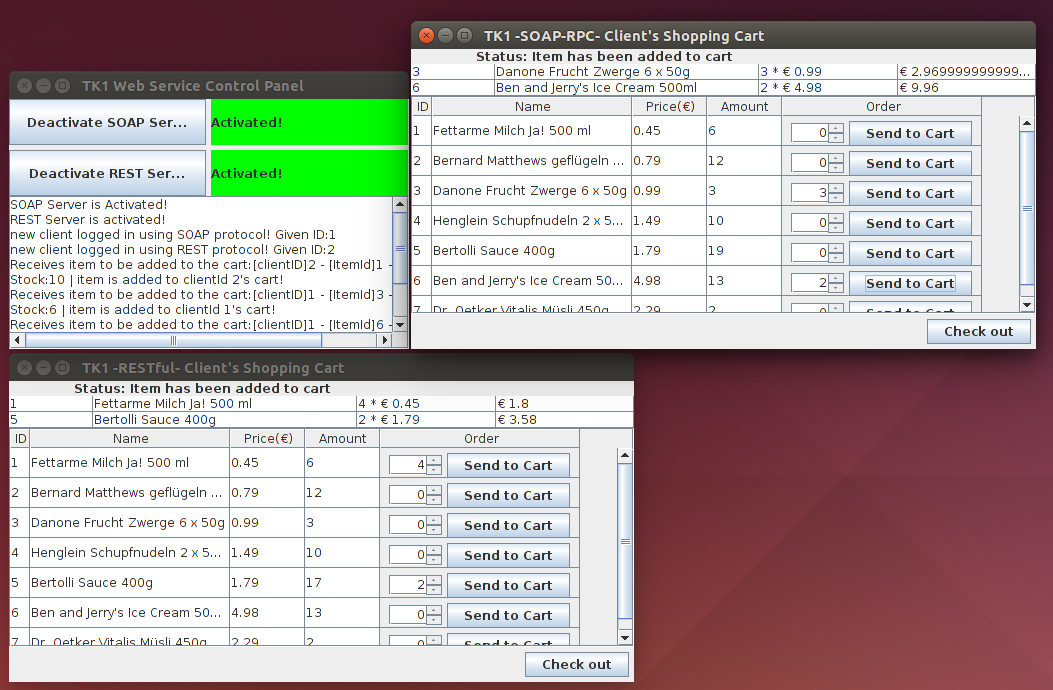 TK1 Web Service Control Panel
Deactivate SOAP Ser... Activated!
Deactivate REST Ser... Activated!
SOAP Server is Activated!
REST Server is activated!
new client logged in using SOAP protocol! Given ID:1
new client logged in using REST protocol! Given ID:2
Receives item to be added to the cart:[clientID]2 - [ItemId]1 -
Stock:10 | item is added to clientId 2's cart!
Receives item to be added to the cart:[clientID]1 - [ItemId]3 -
Stock:6 | item is added to clientId 1's cart!
Receives item to be added to the cart:[clientID]1 - [ItemId]6 -
TK1 -SOAP-RPC- Client's Shopping Cart
Status: Item has been added to cart
3 Danone Frucht Zwerge 6 x 50g 3 * € 0.99 € 2.969999999999...
6 Ben and Jerry's Ice Cream 500ml 2 * € 4.98 € 9.96
ID Name Price(€) Amount Order
1 Fettarme Milch Ja! 500 ml 0.45 6 0 Send to Cart
2 Bernard Matthews geflügeln ... 0.79 12 0 Send to Cart
3 Danone Frucht Zwerge 6 x 50g 0.99 3 3 Send to Cart
4 Henglein Schupfnudeln 2 x 5... 1.49 10 0 Send to Cart
5 Bertolli Sauce 400g 1.79 19 0 Send to Cart
6 Ben and Jerry's Ice Cream 50... 4.98 13 2 Send to Cart
7 Dr. Oetker Vitalis Müsli 450g 2.29 2 0 Send to Cart
Check out
TK1 -RESTful- Client's Shopping Cart
Status: Item has been added to cart
1 Fettarme Milch Ja! 500 ml 4 * € 0.45 € 1.8
5 Bertolli Sauce 400g 2 * € 1.79 € 3.58
ID Name Price(€) Amount Order
1 Fettarme Milch Ja! 500 ml 0.45 6 4 Send to Cart
2 Bernard Matthews geflügeln ... 0.79 12 0 Send to Cart
3 Danone Frucht Zwerge 6 x 50g 0.99 3 0 Send to Cart
4 Henglein Schupfnudeln 2 x 5... 1.49 10 0 Send to Cart
5 Bertolli Sauce 400g 1.79 17 2 Send to Cart
6 Ben and Jerry's Ice Cream 50... 4.98 13 0 Send to Cart
7 Dr. Oetker Vitalis Müsli 450g 2.29 2 0 Send to Cart
Check out